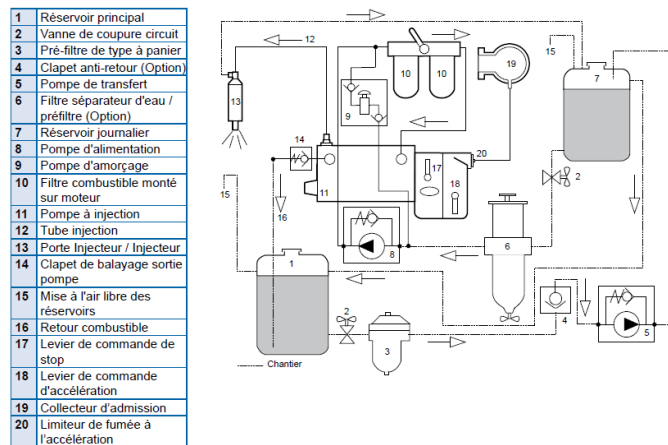 1 Réservoir principal
2 Vanne de coupure circuit
3 Pré-filtre de type à panier
4 Clapet anti-retour (Option)
5 Pompe de transfert
6 Filtre séparateur d'eau /
préfiltre (Option)
7 Réservoir journalier
8 Pompe d'alimentation
9 Pompe d'amorçage
10 Filtre combustible monté
sur moteur
11 Pompe à injection
12 Tube injection
13 Porte Injecteur / Injecteur
14 Clapet de balayage sortie
pompe
15 Mise à l'air libre des
réservoirs
16 Retour combustible
17 Levier de commande de
stop
18 Levier de commande
d'accélération
19 Collecteur d'admission
20 Limiteur de fumée à
l'accélération
12
15
19
7
10 10
13
9
14
20
17
15
2
18
16
11
6
8
1
2
4
5
3
Chantier